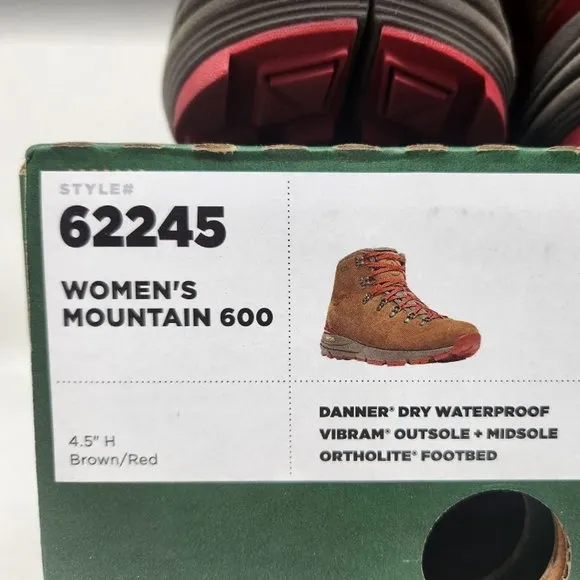 STYLE#
62245
WOMEN'S
MOUNTAIN 600
4.5" H
Brown/Red
DANNER® DRY WATERPROOF
VIBRAM® OUTSOLE + MIDSOLE
ORTHOLITE® FOOTBED